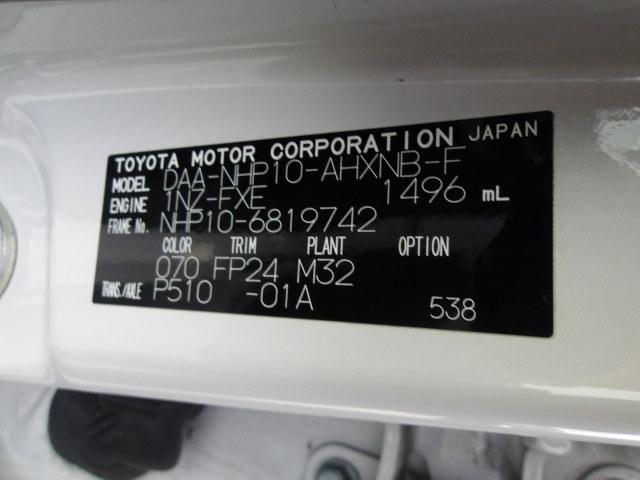 TOYOTA MOTOR CORPORATION JAPAN
MODEL DAA-NHP10-AHXNB-F
ENGINE 1NZ-FXE 1496 mL
FRAME No. NHP10-6819742
COLOR TRIM PLANT OPTION
070 FP24 M32
TRANS./AXLE P510 -01A
538